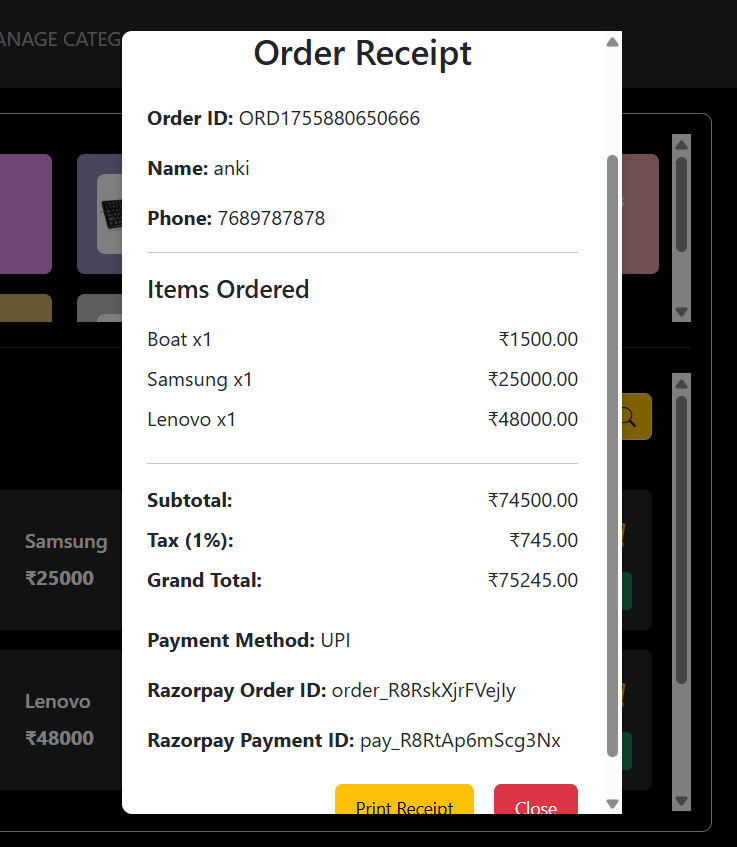 ANAGE CATEG
Order Receipt
Order ID: ORD1755880650666
Name: anki
Phone: 7689787878
Items Ordered
Boat x1 ₹1500.00
Samsung x1 ₹25000.00
Lenovo x1 ₹48000.00
Subtotal: ₹74500.00
Tax (1%): ₹745.00
Grand Total: ₹75245.00
Payment Method: UPI
Razorpay Order ID: order_R8RskXjrFVejIy
Razorpay Payment ID: pay_R8RtAp6mScg3Nx
Print Receipt Close
Samsung
₹25000
Lenovo
₹48000